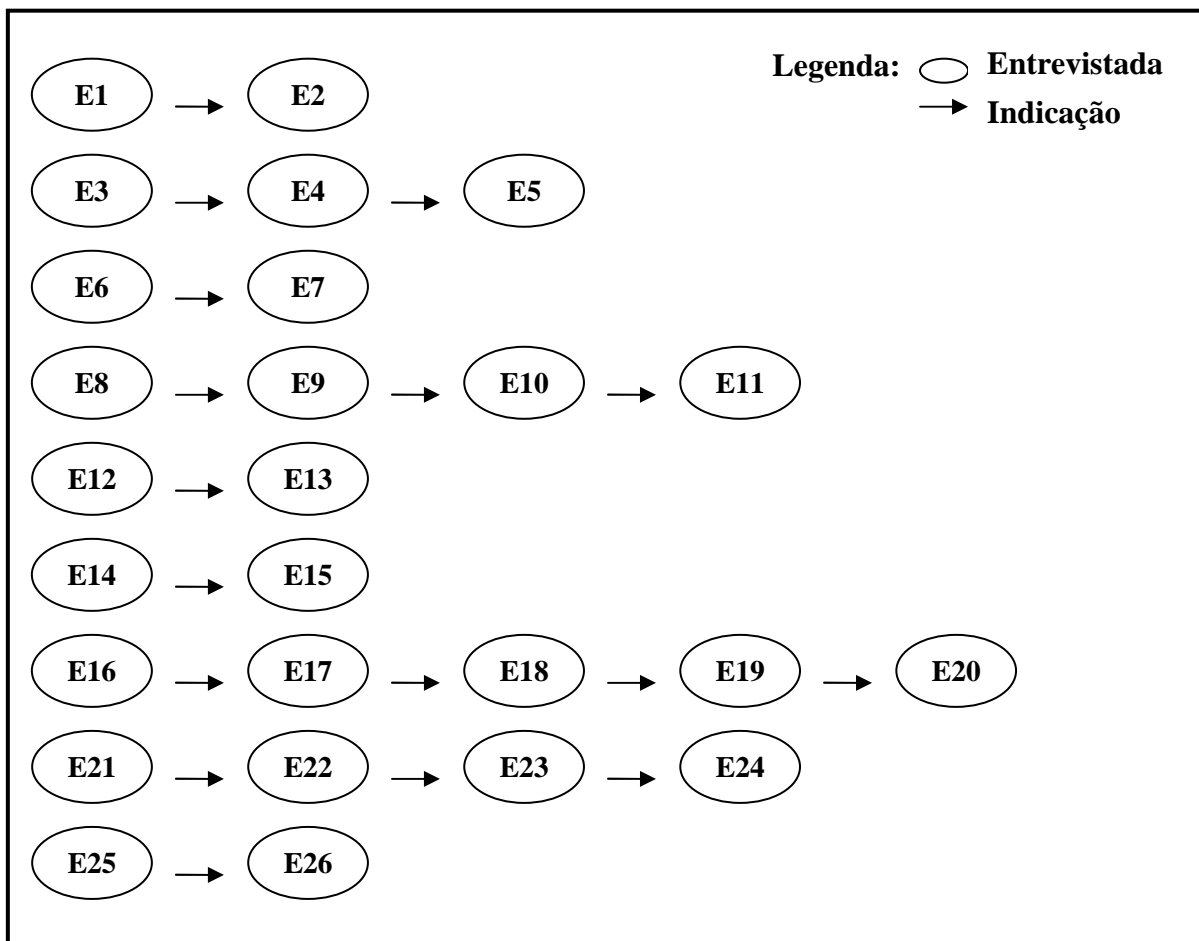 Legenda: Entrevistada
Indicação
E1 E2
E3 E4 E5
E6 E7
E8 E9 E10 E11
E12 E13
E14 E15
E16 E17 E18 E19 E20
E21 E22 E23 E24
E25 E26